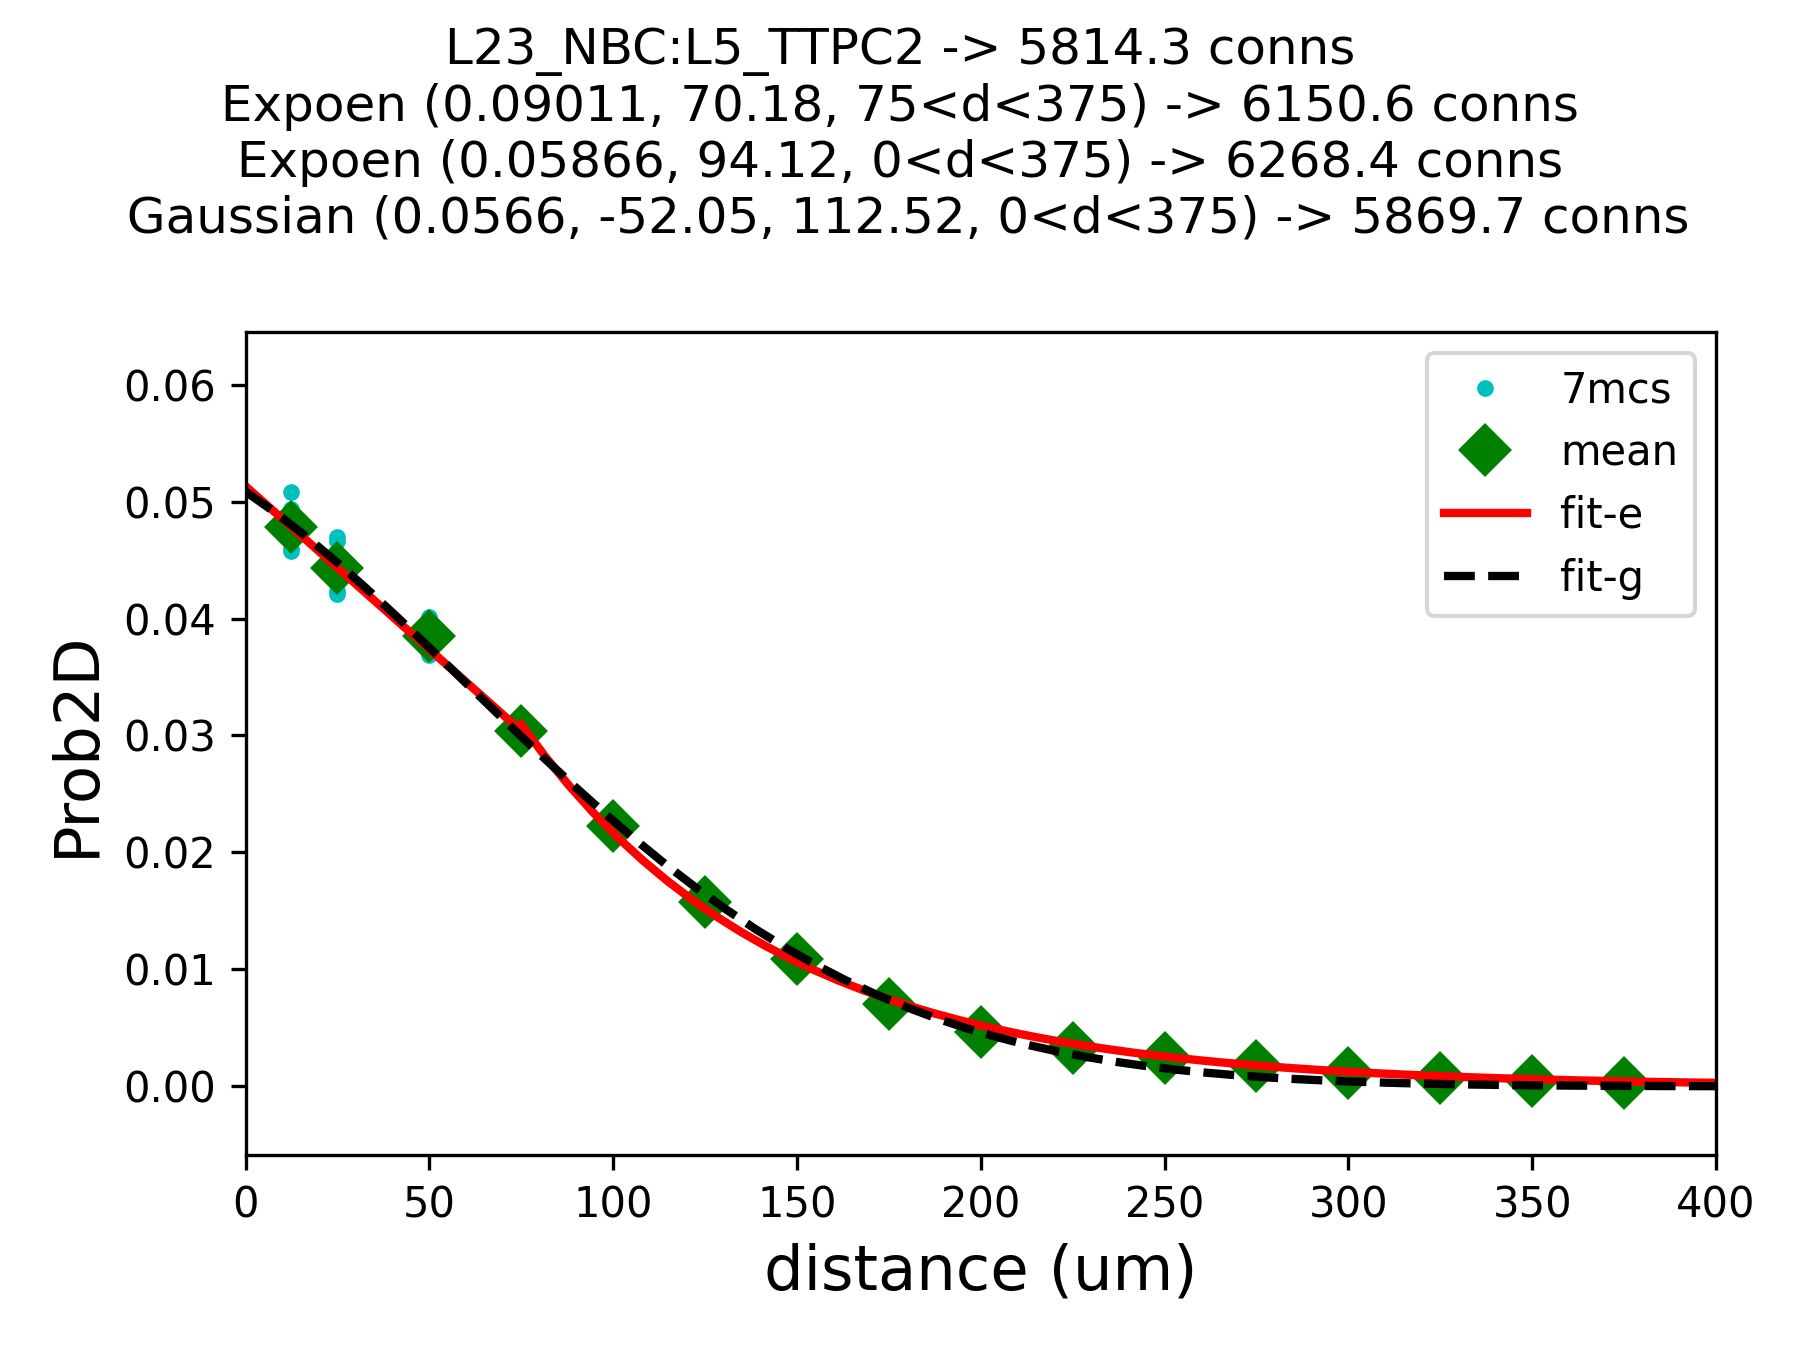 L23_NBC:L5_TTPC2 -> 5814.3 conns
Expoen (0.09011, 70.18, 75<d<375) -> 6150.6 conns
Expoen (0.05866, 94.12, 0<d<375) -> 6268.4 conns
Gaussian (0.0566, -52.05, 112.52, 0<d<375) -> 5869.7 conns
7mcs
mean
fit-e
fit-g
Prob2D
0.06
0.05
0.04
0.03
0.02
0.01
0.00
0 50 100 150 200 250 300 350 400
distance (um)